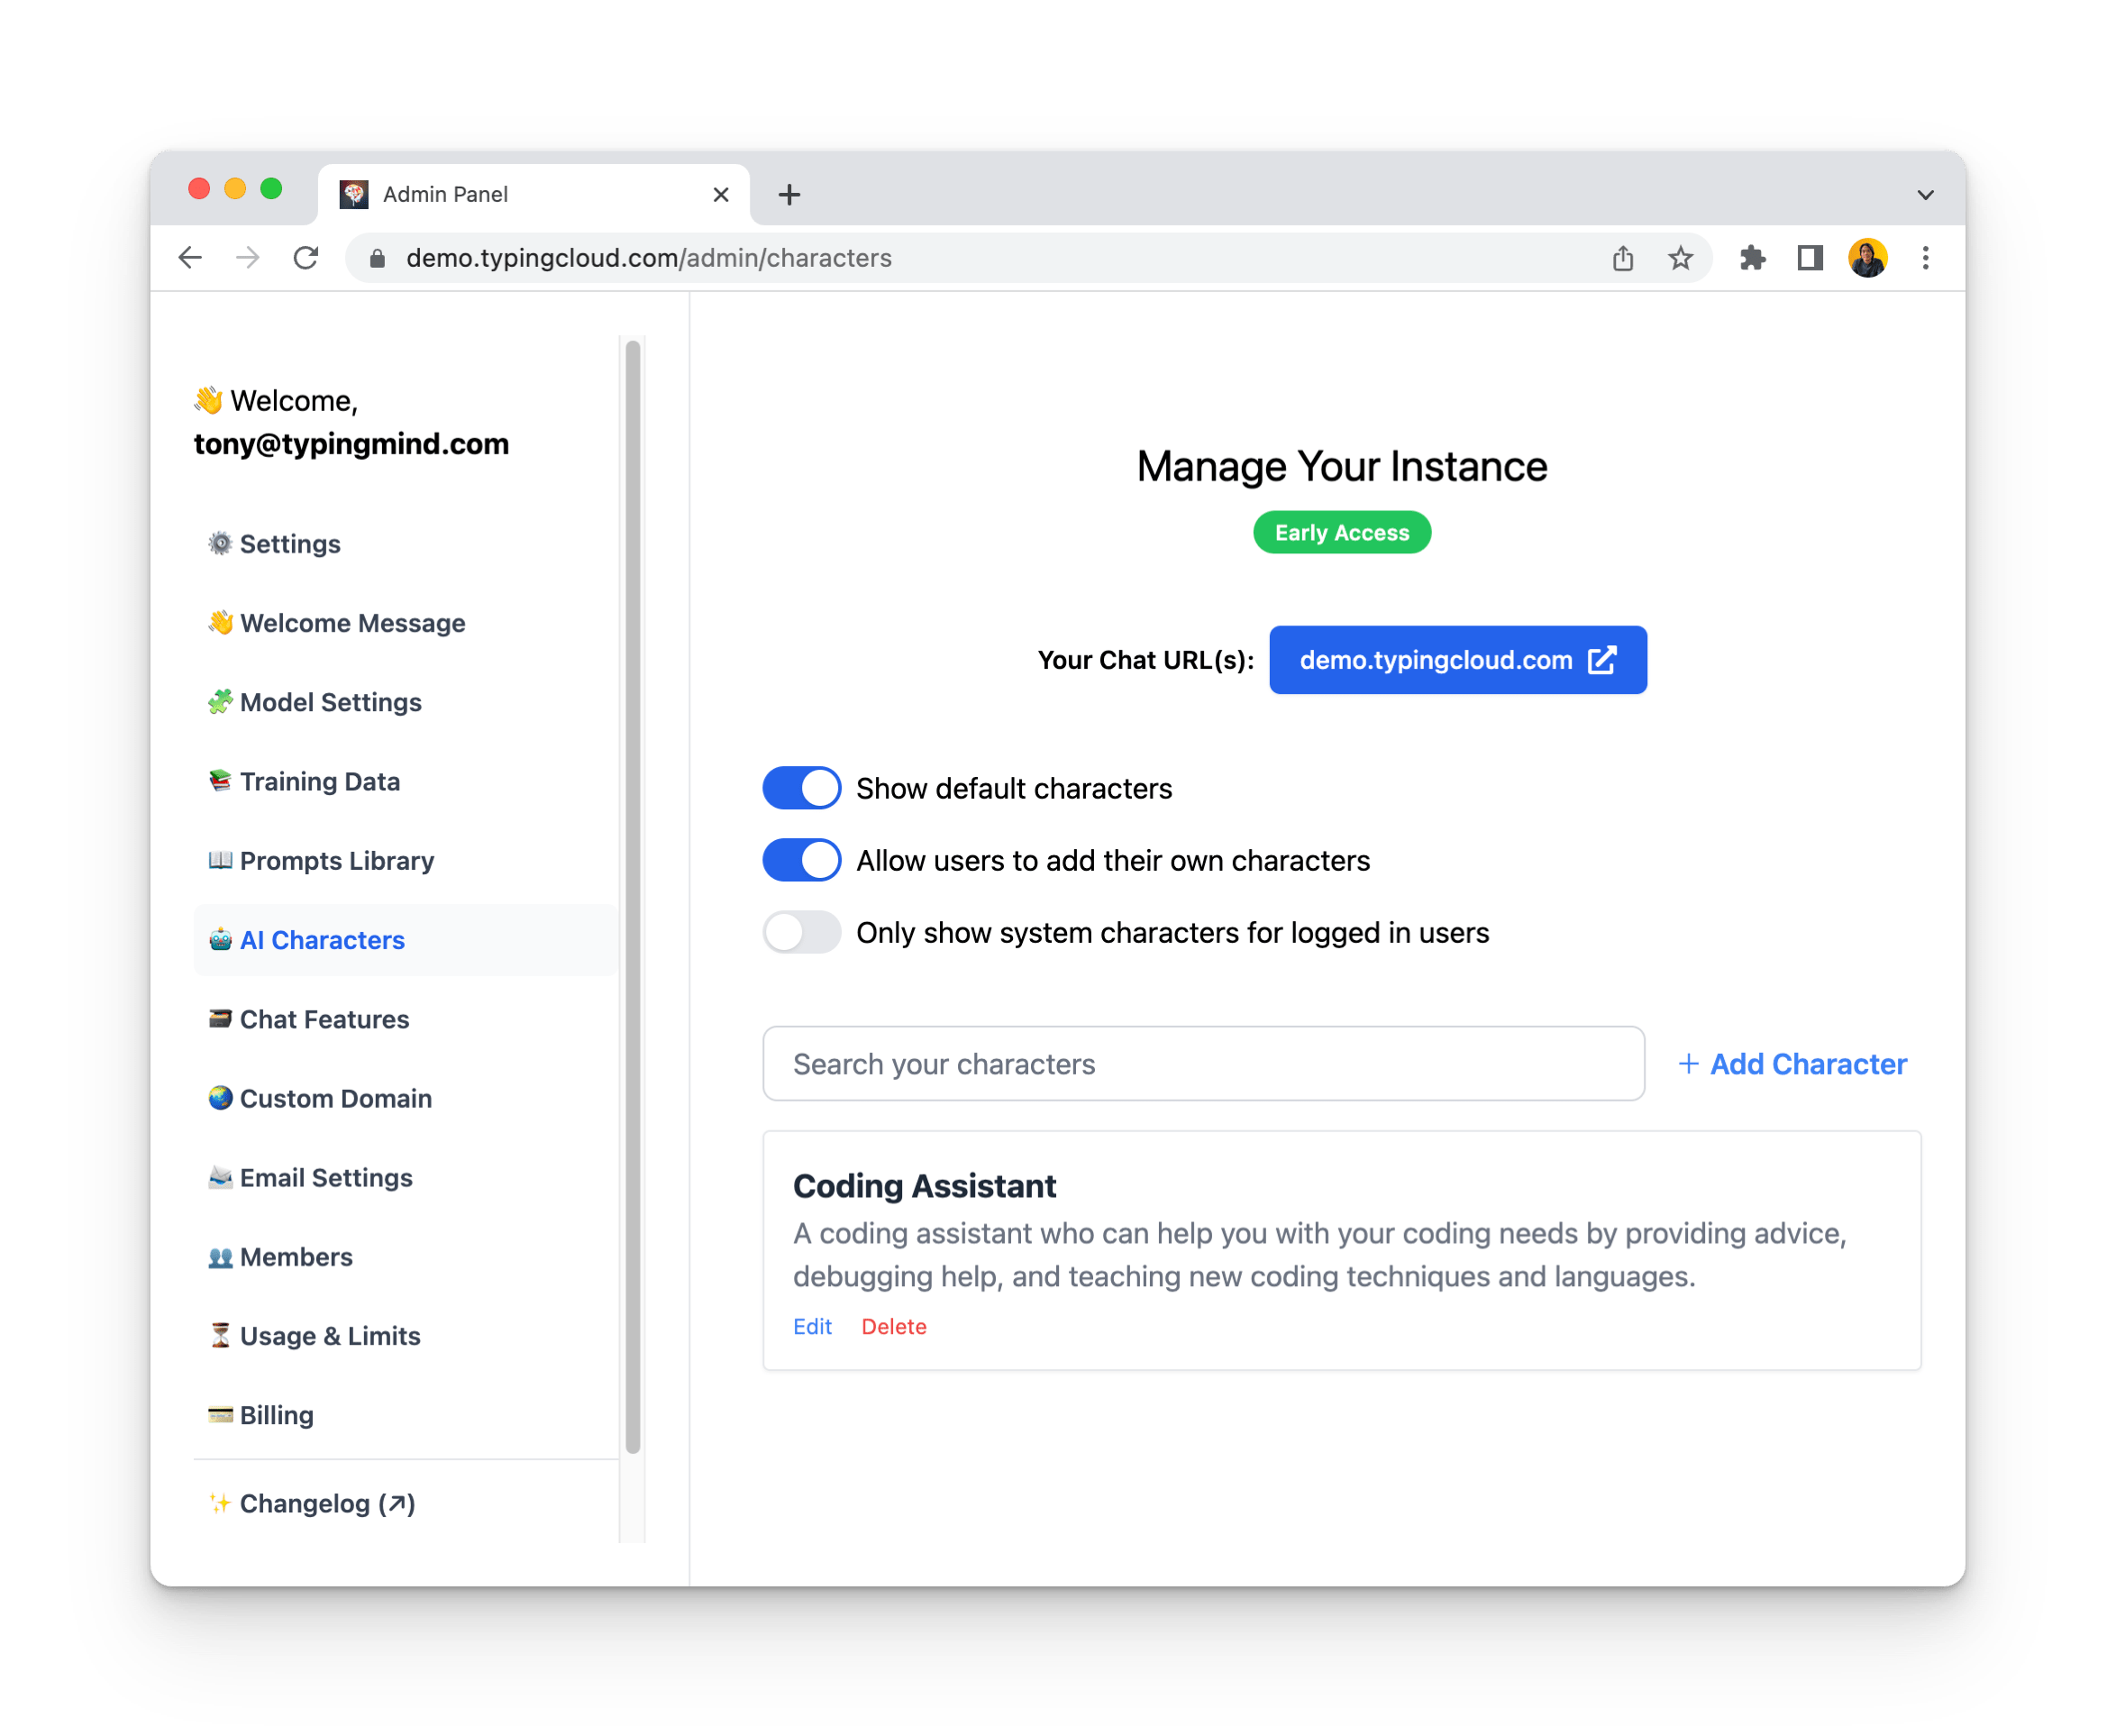 Admin Panel
demo.typingcloud.com/admin/characters
👋 Welcome,
tony@typingmind.com
⚙️ Settings
👋 Welcome Message
🧩 Model Settings
📚 Training Data
📖 Prompts Library
🤖 AI Characters
🗃️ Chat Features
🌏 Custom Domain
📨 Email Settings
👥 Members
⏳ Usage & Limits
💳 Billing
✨ Changelog (↗)
Manage Your Instance
Early Access
Your Chat URL(s): demo.typingcloud.com
Show default characters
Allow users to add their own characters
Only show system characters for logged in users
Search your characters
+ Add Character
Coding Assistant
A coding assistant who can help you with your coding needs by providing advice,
debugging help, and teaching new coding techniques and languages.
Edit Delete